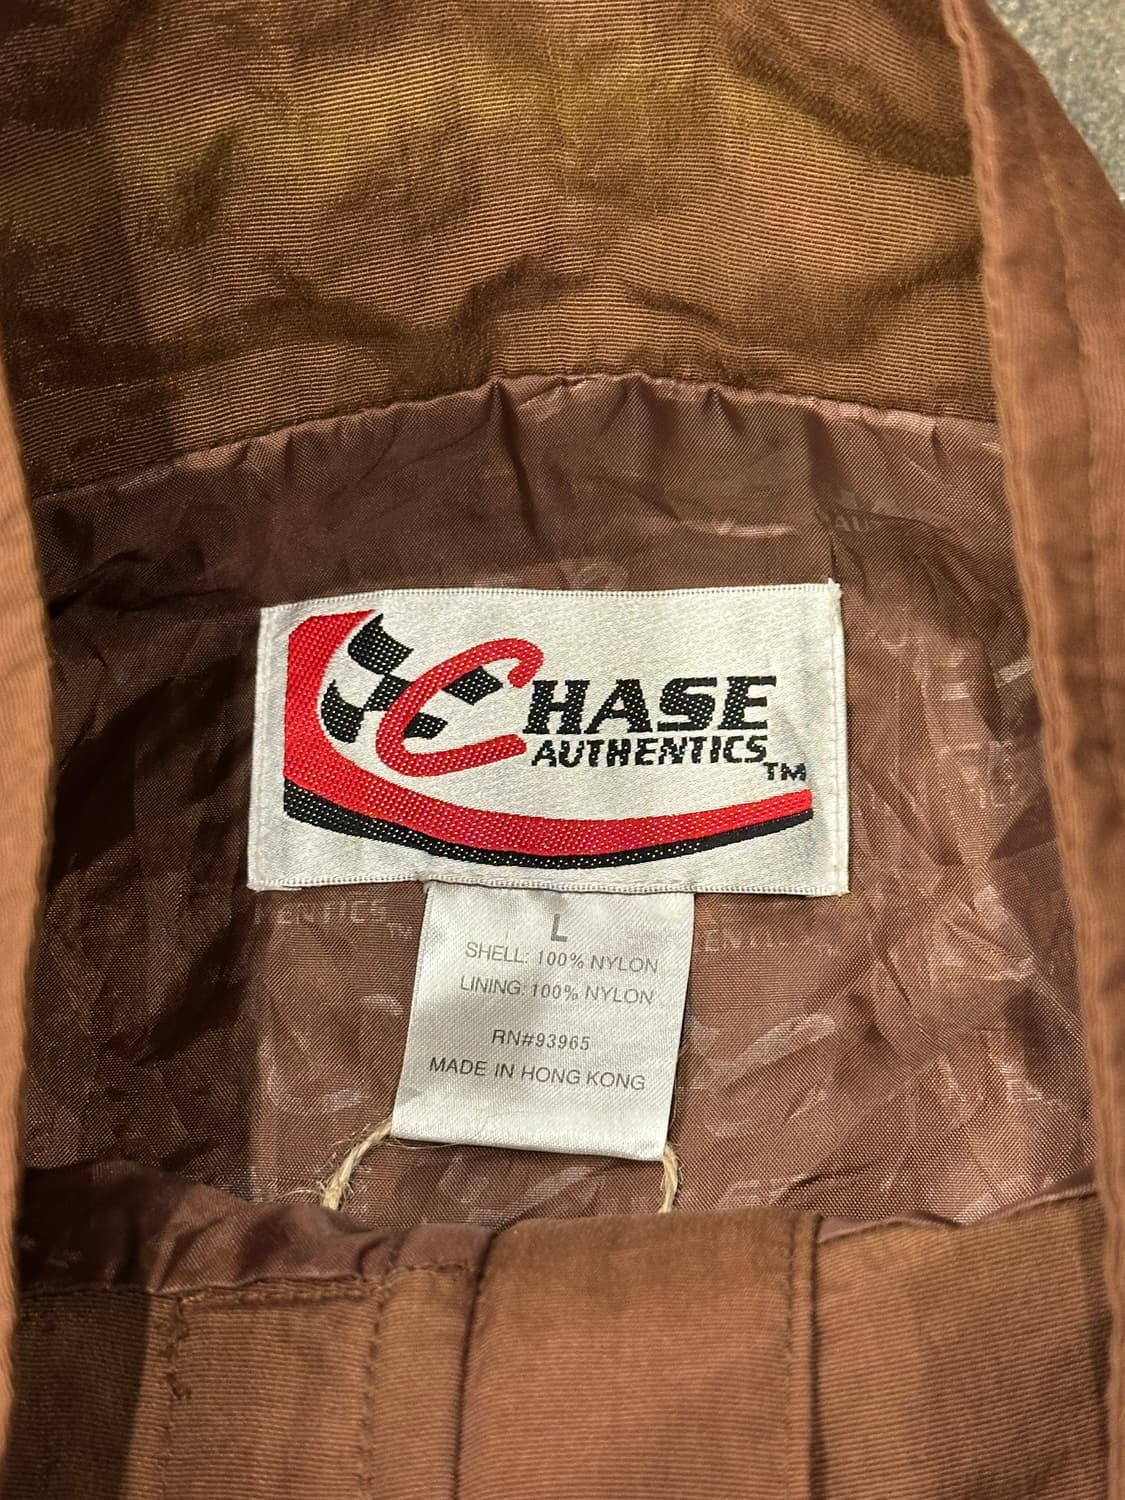 CHASE
AUTHENTICS
TM
L
SHELL: 100% NYLON
LINING: 100% NYLON
RN#93965
MADE IN HONG KONG